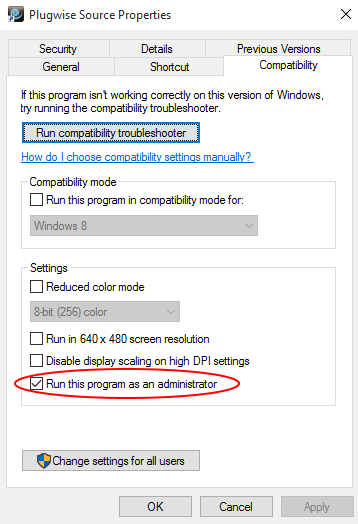 Plugwise Source Properties
Security Details Previous Versions
General Shortcut Compatibility
If this program isn't working correctly on this version of Windows,
try running the compatibility troubleshooter.
Run compatibility troubleshooter
How do I choose compatibility settings manually?
Compatibility mode
Run this program in compatibility mode for:
Windows 8
Settings
Reduced color mode
8-bit (256) color
Run in 640 x 480 screen resolution
Disable display scaling on high DPI settings
Run this program as an administrator
Change settings for all users
OK Cancel Apply